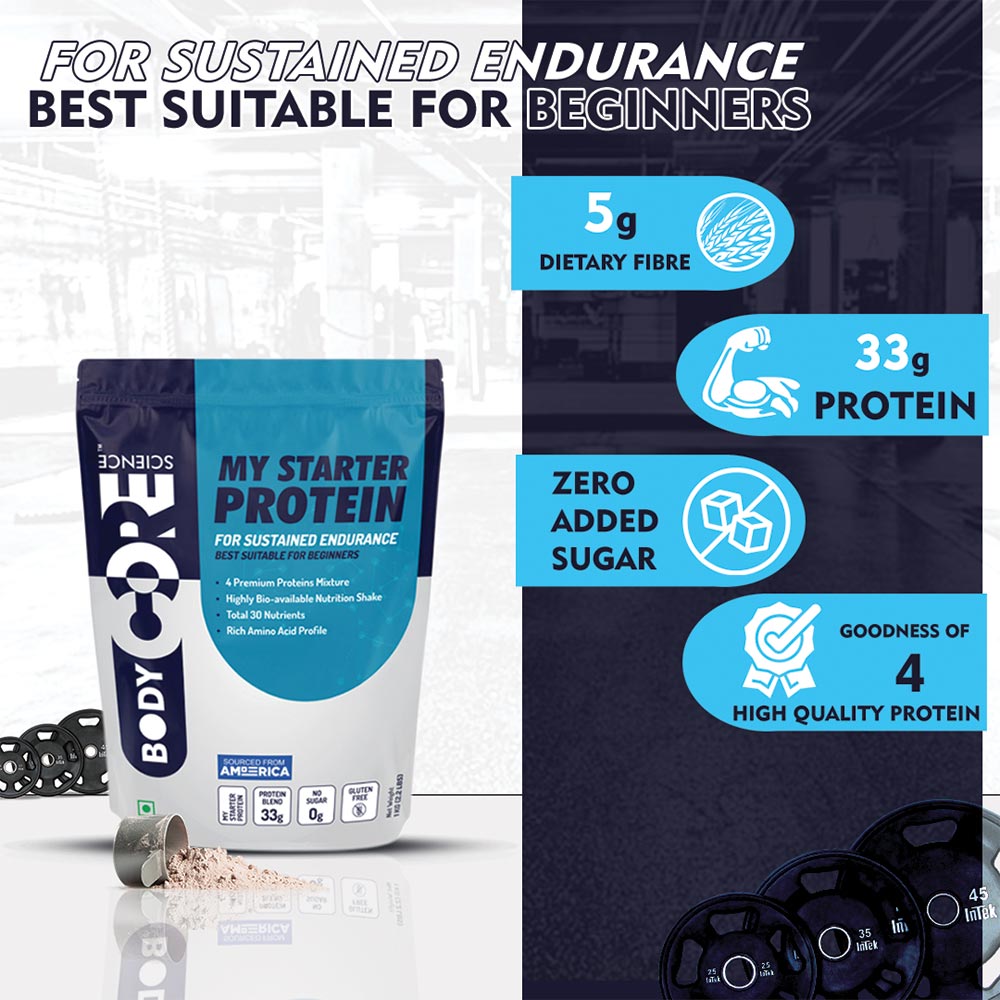 FOR SUSTAINED ENDURANCE
BEST SUITABLE FOR BEGINNERS
5g
DIETARY FIBRE
33g
PROTEIN
ZERO
ADDED
SUGAR
GOODNESS OF
4
HIGH QUALITY PROTEIN
BODY CORE
SCIENCE
MY STARTER
PROTEIN
FOR SUSTAINED ENDURANCE
BEST SUITABLE FOR BEGINNERS
• 4 Premium Proteins Mixture
• Highly Bio-available Nutrition Shake
• Total 30 Nutrients
• Rich Amino Acid Profile
SOURCED FROM
AMERICA
MY
STARTER
PROTEIN
PROTEIN
BLEND
33g
NO
SUGAR
0g
GLUTEN
FREE
Net Weight
1 KG (2.2 LBS)
45
InTek
35
InTek
25
InTek